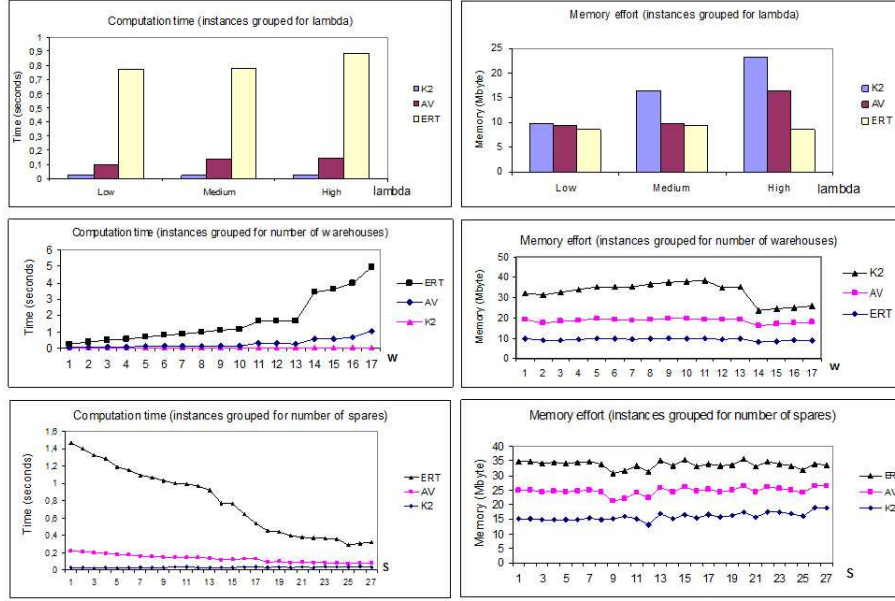 Computation time (instances grouped for lambda)
Time (seconds)
1
0,9
0,8
0,7
0,6
0,5
0,4
0,3
0,2
0,1
0
Low Medium High lambda
K2
AV
ERT
Memory effort (instances grouped for lambda)
Memory (Mbyte)
25
20
15
10
5
0
Low Medium High lambda
K2
AV
ERT
Computation time (instances grouped for number of warehouses)
Time (seconds)
6
5
4
3
2
1
0
1 2 3 4 5 6 7 8 9 10 11 12 13 14 15 16 17 w
ERT
AV
K2
Memory effort (instances grouped for number of warehouses)
Memory (Mbyte)
50
40
30
20
10
0
1 2 3 4 5 6 7 8 9 10 11 12 13 14 15 16 17 w
K2
AV
ERT
Computation time (instances grouped for number of spares)
Time (seconds)
1,6
1,4
1,2
1
0,8
0,6
0,4
0,2
0
1 3 5 7 9 11 13 15 17 19 21 23 25 27 S
ERT
AV
K2
Memory effort (instances grouped for number of spares)
Memory (Mbyte)
40
35
30
25
20
15
10
5
0
1 3 5 7 9 11 13 15 17 19 21 23 25 27 S
ER
AV
K2